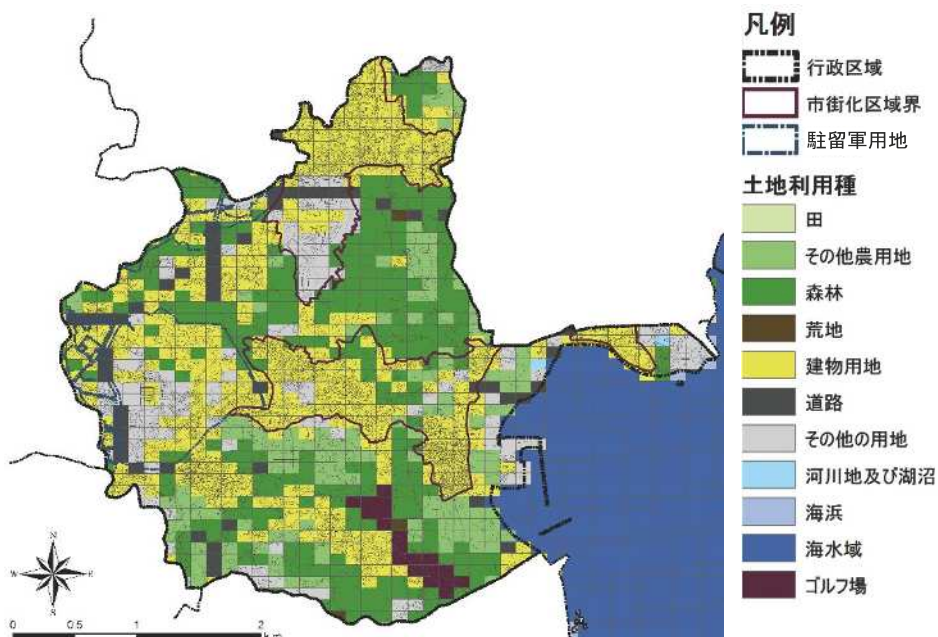 凡例
行政区域
市街化区域界
駐留軍用地
土地利用種
田
その他農用地
森林
荒地
建物用地
道路
その他の用地
河川地及び湖沼
海浜
海水域
ゴルフ場
N
W E
S
0 0.5 1 2
km